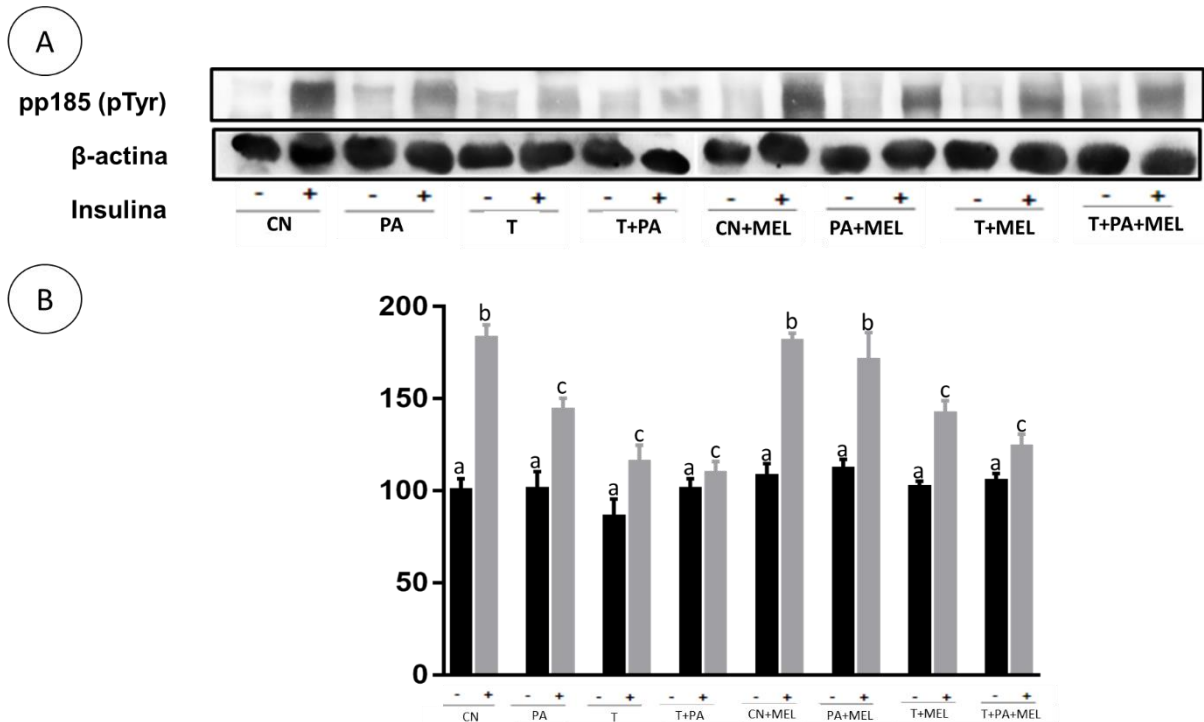 A
pp185 (pTyr)
β-actina
Insulina
- + - + - + - + - + - + - + - +
CN PA T T+PA CN+MEL PA+MEL T+MEL T+PA+MEL
B
200
150
100
50
0
a b a c a c a c a b a b a c a c
- + - + - + - + - + - + - + - +
CN PA T T+PA CN+MEL PA+MEL T+MEL T+PA+MEL